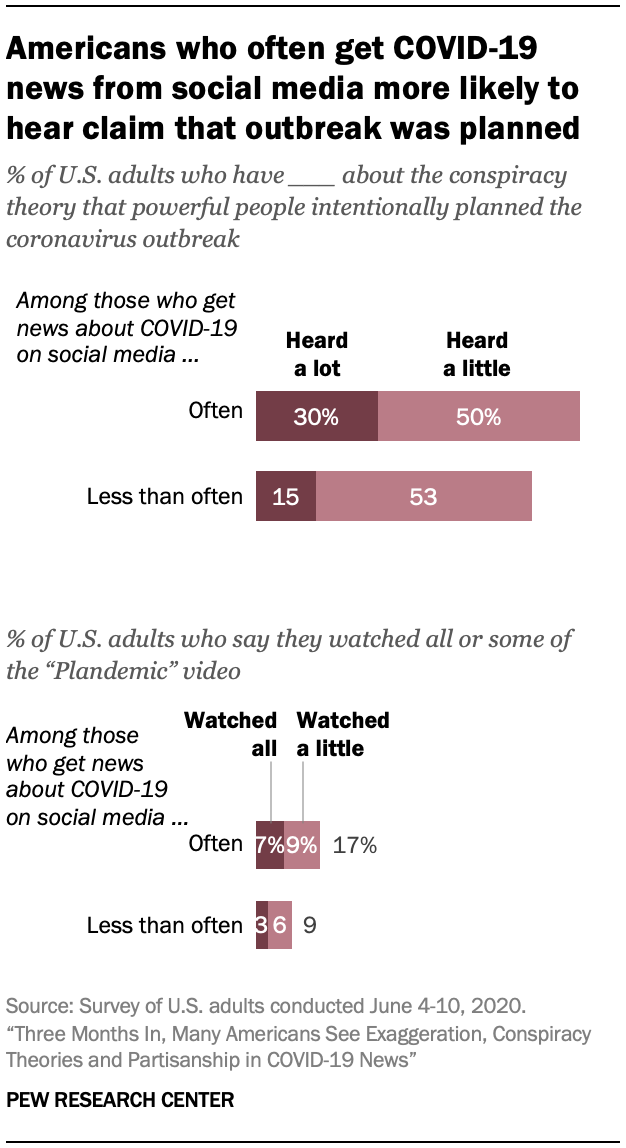 Americans who often get COVID-19
news from social media more likely to
hear claim that outbreak was planned
% of U.S. adults who have ___ about the conspiracy
theory that powerful people intentionally planned the
coronavirus outbreak
Among those who get
news about COVID-19
on social media ...
Heard
a lot
Heard
a little
Often
30%
50%
Less than often
15
53
% of U.S. adults who say they watched all or some of
the “Plandemic” video
Among those
who get news
about COVID-19
on social media ...
Watched
all
Watched
a little
Often
7%
9%
17%
Less than often
3
6
9
Source: Survey of U.S. adults conducted June 4-10, 2020.
“Three Months In, Many Americans See Exaggeration, Conspiracy
Theories and Partisanship in COVID-19 News”
PEW RESEARCH CENTER